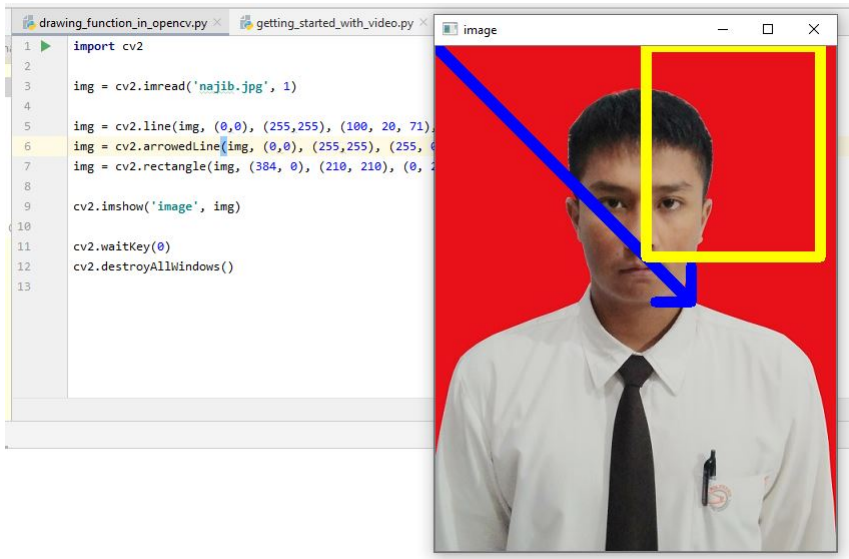 drawing_function_in_opencv.py × getting_started_with_video.py ×
image
1 import cv2
2
3 img = cv2.imread('najib.jpg', 1)
4
5 img = cv2.line(img, (0,0), (255,255), (100, 20, 71),
6 img = cv2.arrowedLine(img, (0,0), (255,255), (255,
7 img = cv2.rectangle(img, (384, 0), (210, 210), (0,
8
9 cv2.imshow('image', img)
10
11 cv2.waitKey(0)
12 cv2.destroyAllWindows()
13